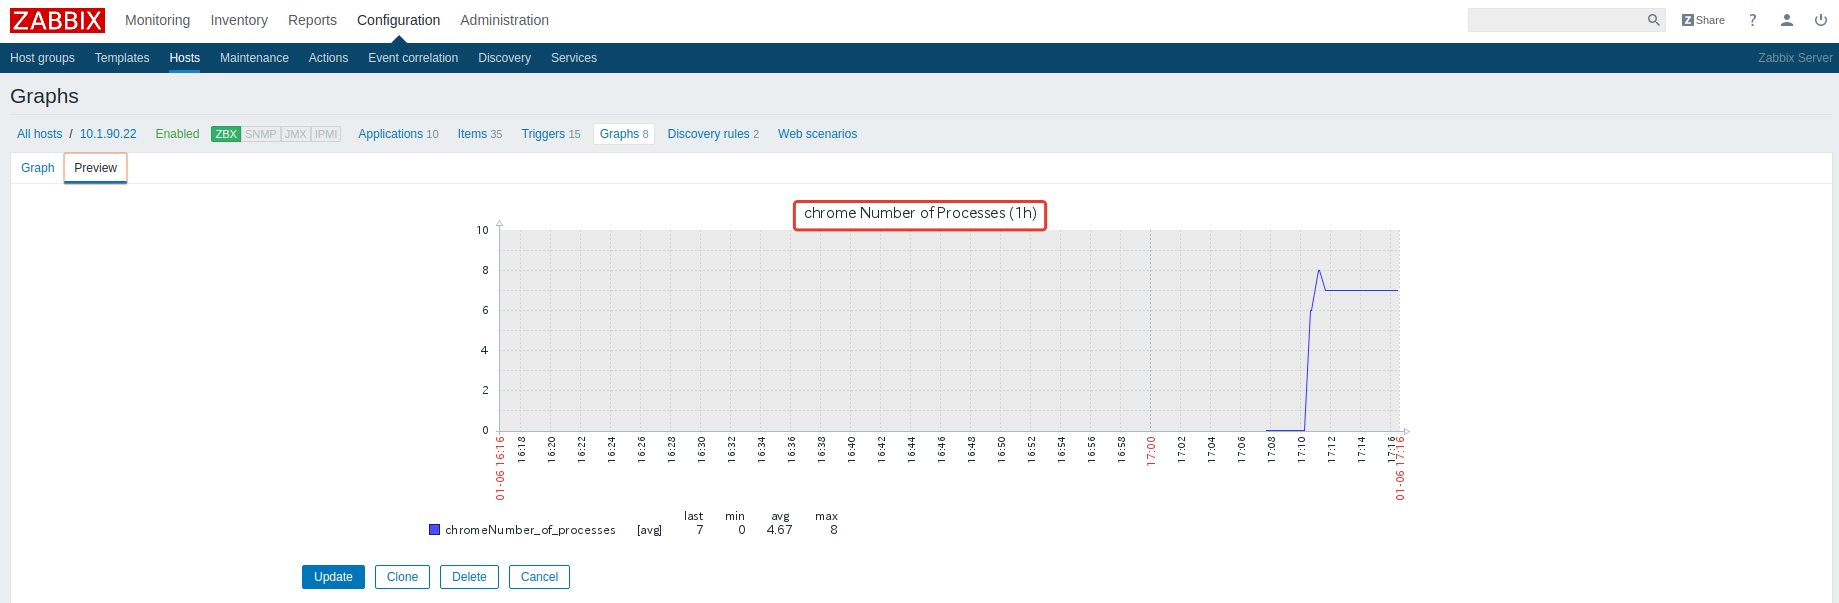 ZABBIX Monitoring Inventory Reports Configuration Administration Z Share ?
Host groups Templates Hosts Maintenance Actions Event correlation Discovery Services Zabbix Server
Graphs
All hosts / 10.1.90.22 Enabled ZBX SNMP JMX IPMI Applications 10 Items 35 Triggers 15 Graphs 8 Discovery rules 2 Web scenarios
Graph Preview
chrome Number of Processes (1h)
10
8
6
4
2
0
01-06 16:16 16:18 16:20 16:22 16:24 16:26 16:28 16:30 16:32 16:34 16:36 16:38 16:40 16:42 16:44 16:46 16:48 16:50 16:52 16:54 16:56 16:58 17:00 17:02 17:04 17:06 17:08 17:10 17:12 17:14 17:16 01-06 17:16
last min avg max
chromeNumber_of_processes [avg] 7 0 4.67 8
Update Clone Delete Cancel